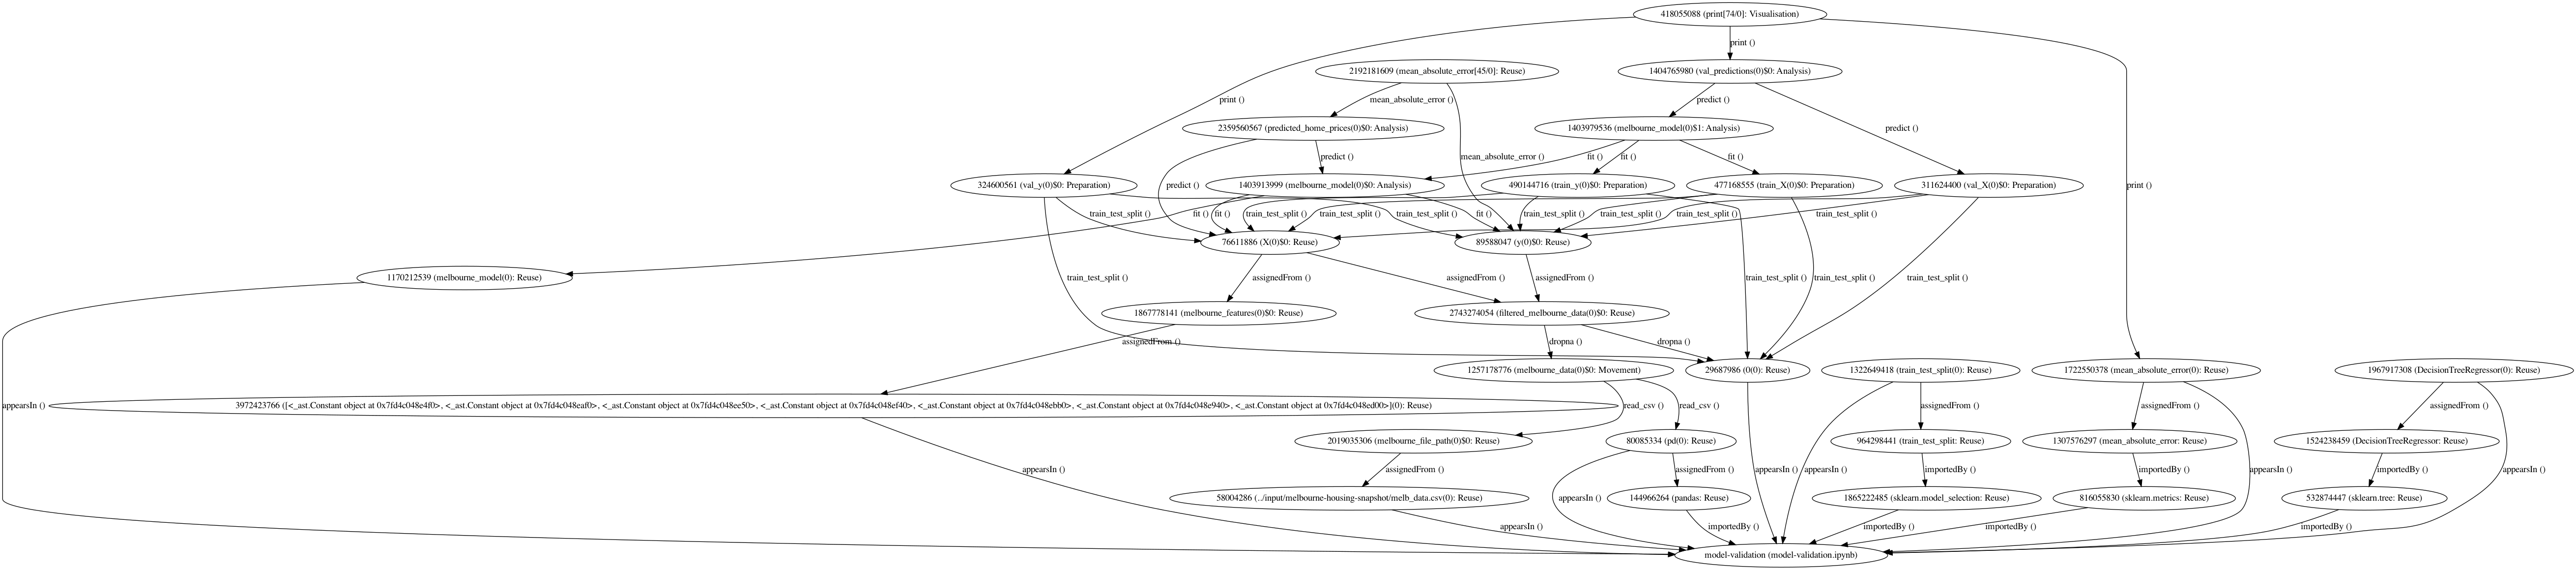 418055088 (print[74/0]: Visualisation)
print ()
2192181609 (mean_absolute_error[45/0]: Reuse)
1404765980 (val_predictions(0)$0: Analysis)
print ()
mean_absolute_error ()
predict ()
2359560567 (predicted_home_prices(0)$0: Analysis)
1403979536 (melbourne_model(0)$1: Analysis)
predict ()
predict ()
mean_absolute_error ()
fit ()
fit ()
fit ()
324600561 (val_y(0)$0: Preparation)
predict ()
1403913999 (melbourne_model(0)$0: Analysis)
490144716 (train_y(0)$0: Preparation)
477168555 (train_X(0)$0: Preparation)
311624400 (val_X(0)$0: Preparation)
print ()
train_test_split ()
fit ()
fit ()
train_test_split ()
train_test_split ()
train_test_split ()
fit ()
train_test_split ()
train_test_split ()
train_test_split ()
train_test_split ()
76611886 (X(0)$0: Reuse)
89588047 (y(0)$0: Reuse)
1170212539 (melbourne_model(0): Reuse)
train_test_split ()
assignedFrom ()
assignedFrom ()
assignedFrom ()
train_test_split ()
train_test_split ()
train_test_split ()
1867778141 (melbourne_features(0)$0: Reuse)
2743274054 (filtered_melbourne_data(0)$0: Reuse)
assignedFrom ()
dropna ()
dropna ()
1257178776 (melbourne_data(0)$0: Movement)
29687986 (0(0): Reuse)
1322649418 (train_test_split(0): Reuse)
1722550378 (mean_absolute_error(0): Reuse)
1967917308 (DecisionTreeRegressor(0): Reuse)
appearsIn ()
3972423766 ([<_ast.Constant object at 0x7fd4c048e4f0>, <_ast.Constant object at 0x7fd4c048eaf0>, <_ast.Constant object at 0x7fd4c048ee50>, <_ast.Constant object at 0x7fd4c048ef40>, <_ast.Constant object at 0x7fd4c048ebb0>, <_ast.Constant object at 0x7fd4c048e940>, <_ast.Constant object at 0x7fd4c048ed00>](0): Reuse)
read_csv ()
read_csv ()
assignedFrom ()
assignedFrom ()
assignedFrom ()
2019035306 (melbourne_file_path(0)$0: Reuse)
80085334 (pd(0): Reuse)
964298441 (train_test_split: Reuse)
1307576297 (mean_absolute_error: Reuse)
1524238459 (DecisionTreeRegressor: Reuse)
appearsIn ()
assignedFrom ()
assignedFrom ()
appearsIn ()
appearsIn ()
importedBy ()
importedBy ()
appearsIn ()
importedBy ()
appearsIn ()
58004286 (../input/melbourne-housing-snapshot/melb_data.csv(0): Reuse)
appearsIn ()
144966264 (pandas: Reuse)
1865222485 (sklearn.model_selection: Reuse)
816055830 (sklearn.metrics: Reuse)
532874447 (sklearn.tree: Reuse)
appearsIn ()
importedBy ()
importedBy ()
importedBy ()
importedBy ()
model-validation (model-validation.ipynb)